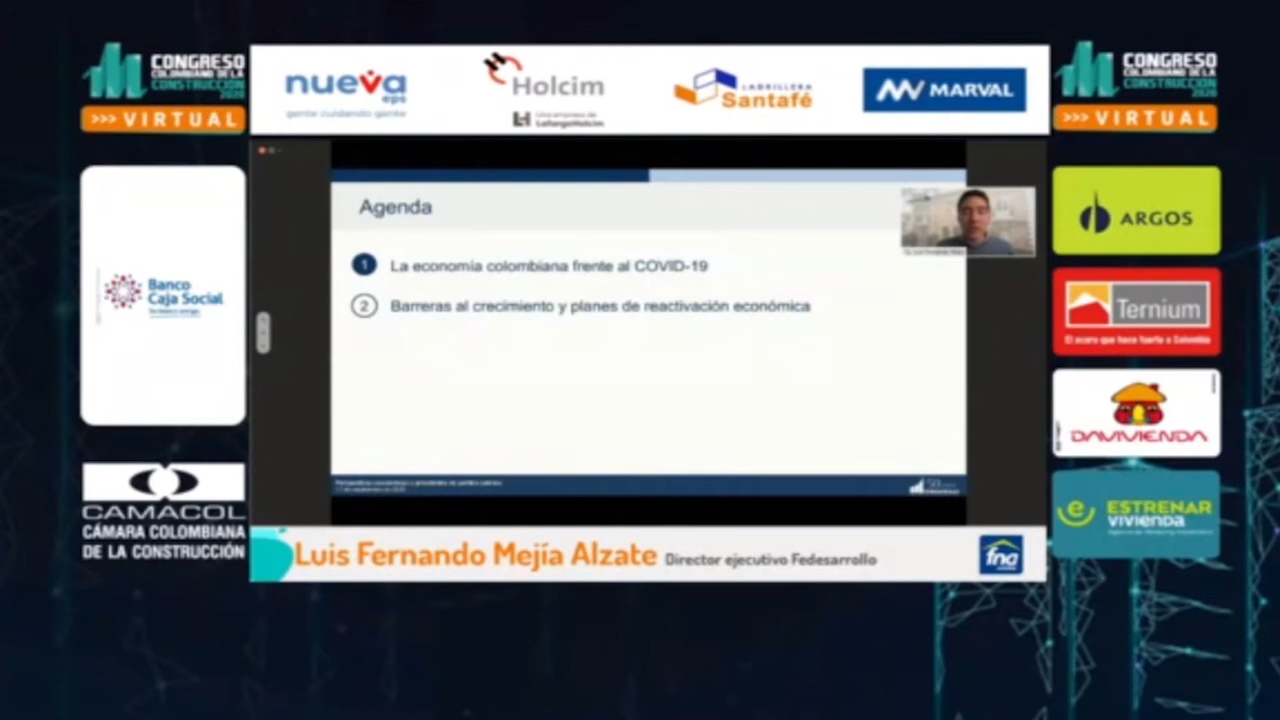 CONGRESO
COLOMBIANO DE LA
CONSTRUCCIÓN
2020
>>> VIRTUAL
nueva
eps
gente cuidando gente
Holcim
Una empresa de
LafargeHolcim
LADRILLERA
Santafé
MARVAL
CONGRESO
COLOMBIANO DE LA
CONSTRUCCIÓN
2020
>>> VIRTUAL
Banco
Caja Social
Agenda
1 La economía colombiana frente al COVID-19
2 Barreras al crecimiento y planes de reactivación económica
ARGOS
Ternium
El acero que hace fuerte a Colombia
DAVIVIENDA
ESTRENAR
VIVIENDA
CAMACOL
CÁMARA COLOMBIANA
DE LA CONSTRUCCIÓN
Luis Fernando Mejía Alzate Director ejecutivo Fedesarrollo
fna